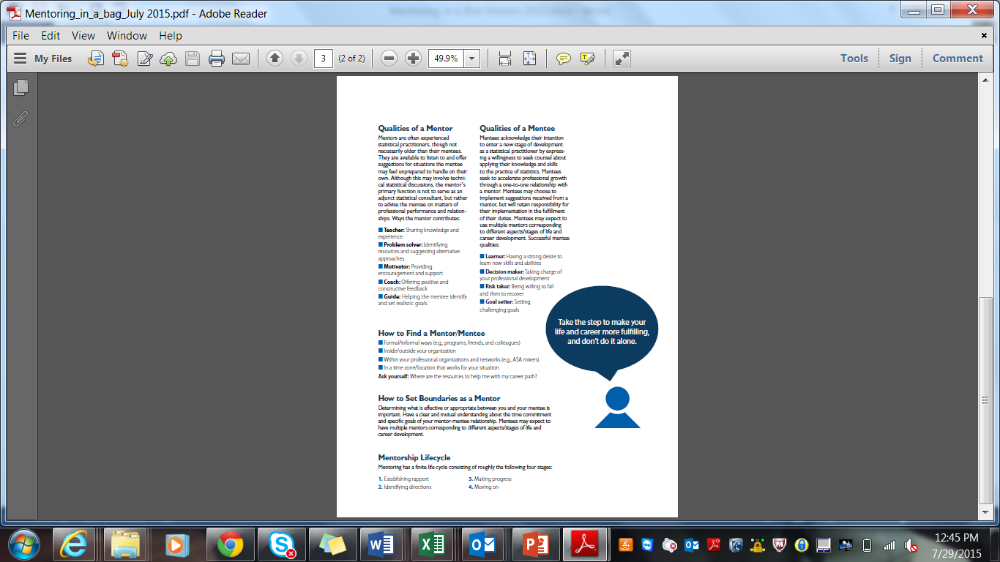 Mentoring_in_a_bag_July 2015.pdf - Adobe Reader
File Edit View Window Help
My Files
3 (2 of 2)
49.9%
Tools Sign Comment
Qualities of a Mentor
Mentors are often experienced
statistical practitioners, though not
necessarily older than their mentees.
They are available to listen to and offer
suggestions for situations the mentee
may feel unprepared to handle on their
own. Although this may involve techni-
cal statistical discussions, the mentor's
primary function is not to serve as an
adjunct statistical consultant, but rather
to advise the mentee on matters of
professional performance and relation-
ships. Ways the mentor contributes:
Teacher: Sharing knowledge and
experience
Problem solver: Identifying
resources and suggesting alternative
approaches
Motivator: Providing
encouragement and support
Coach: Offering positive and
constructive feedback
Guide: Helping the mentee identify
and set realistic goals
Qualities of a Mentee
Mentees acknowledge their intention
to enter a new stage of development
as a statistical practitioner by express-
ing a willingness to seek counsel about
applying their knowledge and skills
to the practice of statistics. Mentees
seek to accelerate professional growth
through a one-to-one relationship with
a mentor. Mentees may choose to
implement suggestions received from a
mentor, but will retain responsibility for
their implementation in the fulfillment
of their duties. Mentees may expect to
use multiple mentors corresponding
to different aspects/stages of life and
career development. Successful mentee
qualities:
Learner: Having a strong desire to
learn new skills and abilities
Decision maker: Taking charge of
your professional development
Risk taker: Being willing to fail
and then to recover
Goal setter: Setting
challenging goals
Take the step to make your
life and career more fulfilling,
and don't do it alone.
How to Find a Mentor/Mentee
Formal/informal ways (e.g., programs, friends, and colleagues)
Inside/outside your organization
Within your professional organizations and networks (e.g., ASA mixers)
In a time zone/location that works for your situation
Ask yourself: Where are the resources to help me with my career path?
How to Set Boundaries as a Mentor
Determining what is effective or appropriate between you and your mentee is
important. Have a clear and mutual understanding about the time commitment
and specific goals of your mentor-mentee relationship. Mentees may expect to
have multiple mentors corresponding to different aspects/stages of life and
career development.
Mentorship Lifecycle
Mentoring has a finite life cycle consisting of roughly the following four stages:
1. Establishing rapport
2. Identifying directions
3. Making progress
4. Moving on
12:45 PM
7/29/2015